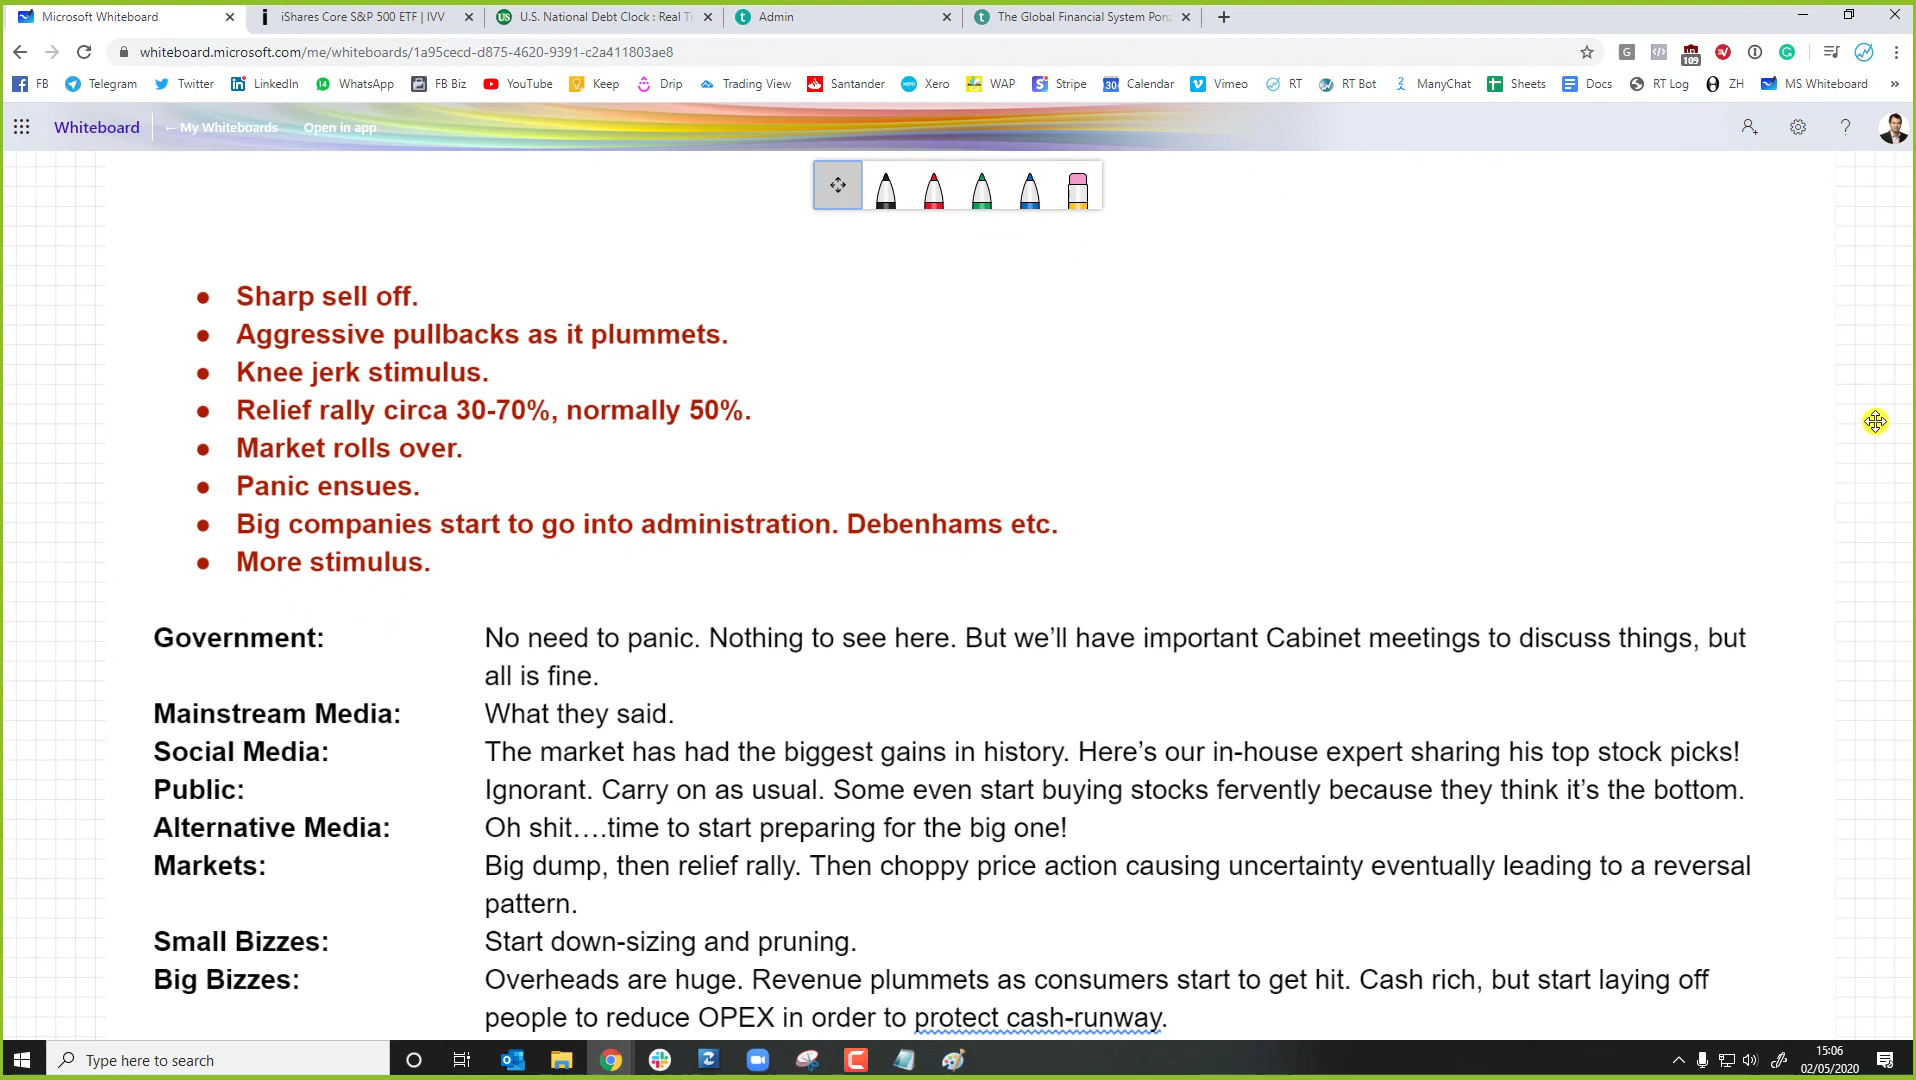 Microsoft Whiteboard
iShares Core S&P 500 ETF | IVV
U.S. National Debt Clock : Real T
Admin
The Global Financial System Pon
whiteboard.microsoft.com/me/whiteboards/1a95cecd-d875-4620-9391-c2a411803ae8
109
FB Telegram Twitter LinkedIn WhatsApp FB Biz YouTube Keep Drip Trading View Santander Xero WAP Stripe Calendar Vimeo RT RT Bot ManyChat Sheets Docs RT Log ZH MS Whiteboard »
Whiteboard ← My Whiteboards Open in app
● Sharp sell off.
● Aggressive pullbacks as it plummets.
● Knee jerk stimulus.
● Relief rally circa 30-70%, normally 50%.
● Market rolls over.
● Panic ensues.
● Big companies start to go into administration. Debenhams etc.
● More stimulus.
Government: No need to panic. Nothing to see here. But we’ll have important Cabinet meetings to discuss things, but
all is fine.
Mainstream Media: What they said.
Social Media: The market has had the biggest gains in history. Here’s our in-house expert sharing his top stock picks!
Public: Ignorant. Carry on as usual. Some even start buying stocks fervently because they think it’s the bottom.
Alternative Media: Oh shit….time to start preparing for the big one!
Markets: Big dump, then relief rally. Then choppy price action causing uncertainty eventually leading to a reversal
pattern.
Small Bizzes: Start down-sizing and pruning.
Big Bizzes: Overheads are huge. Revenue plummets as consumers start to get hit. Cash rich, but start laying off
people to reduce OPEX in order to protect cash-runway.
Type here to search
15:06
02/05/2020